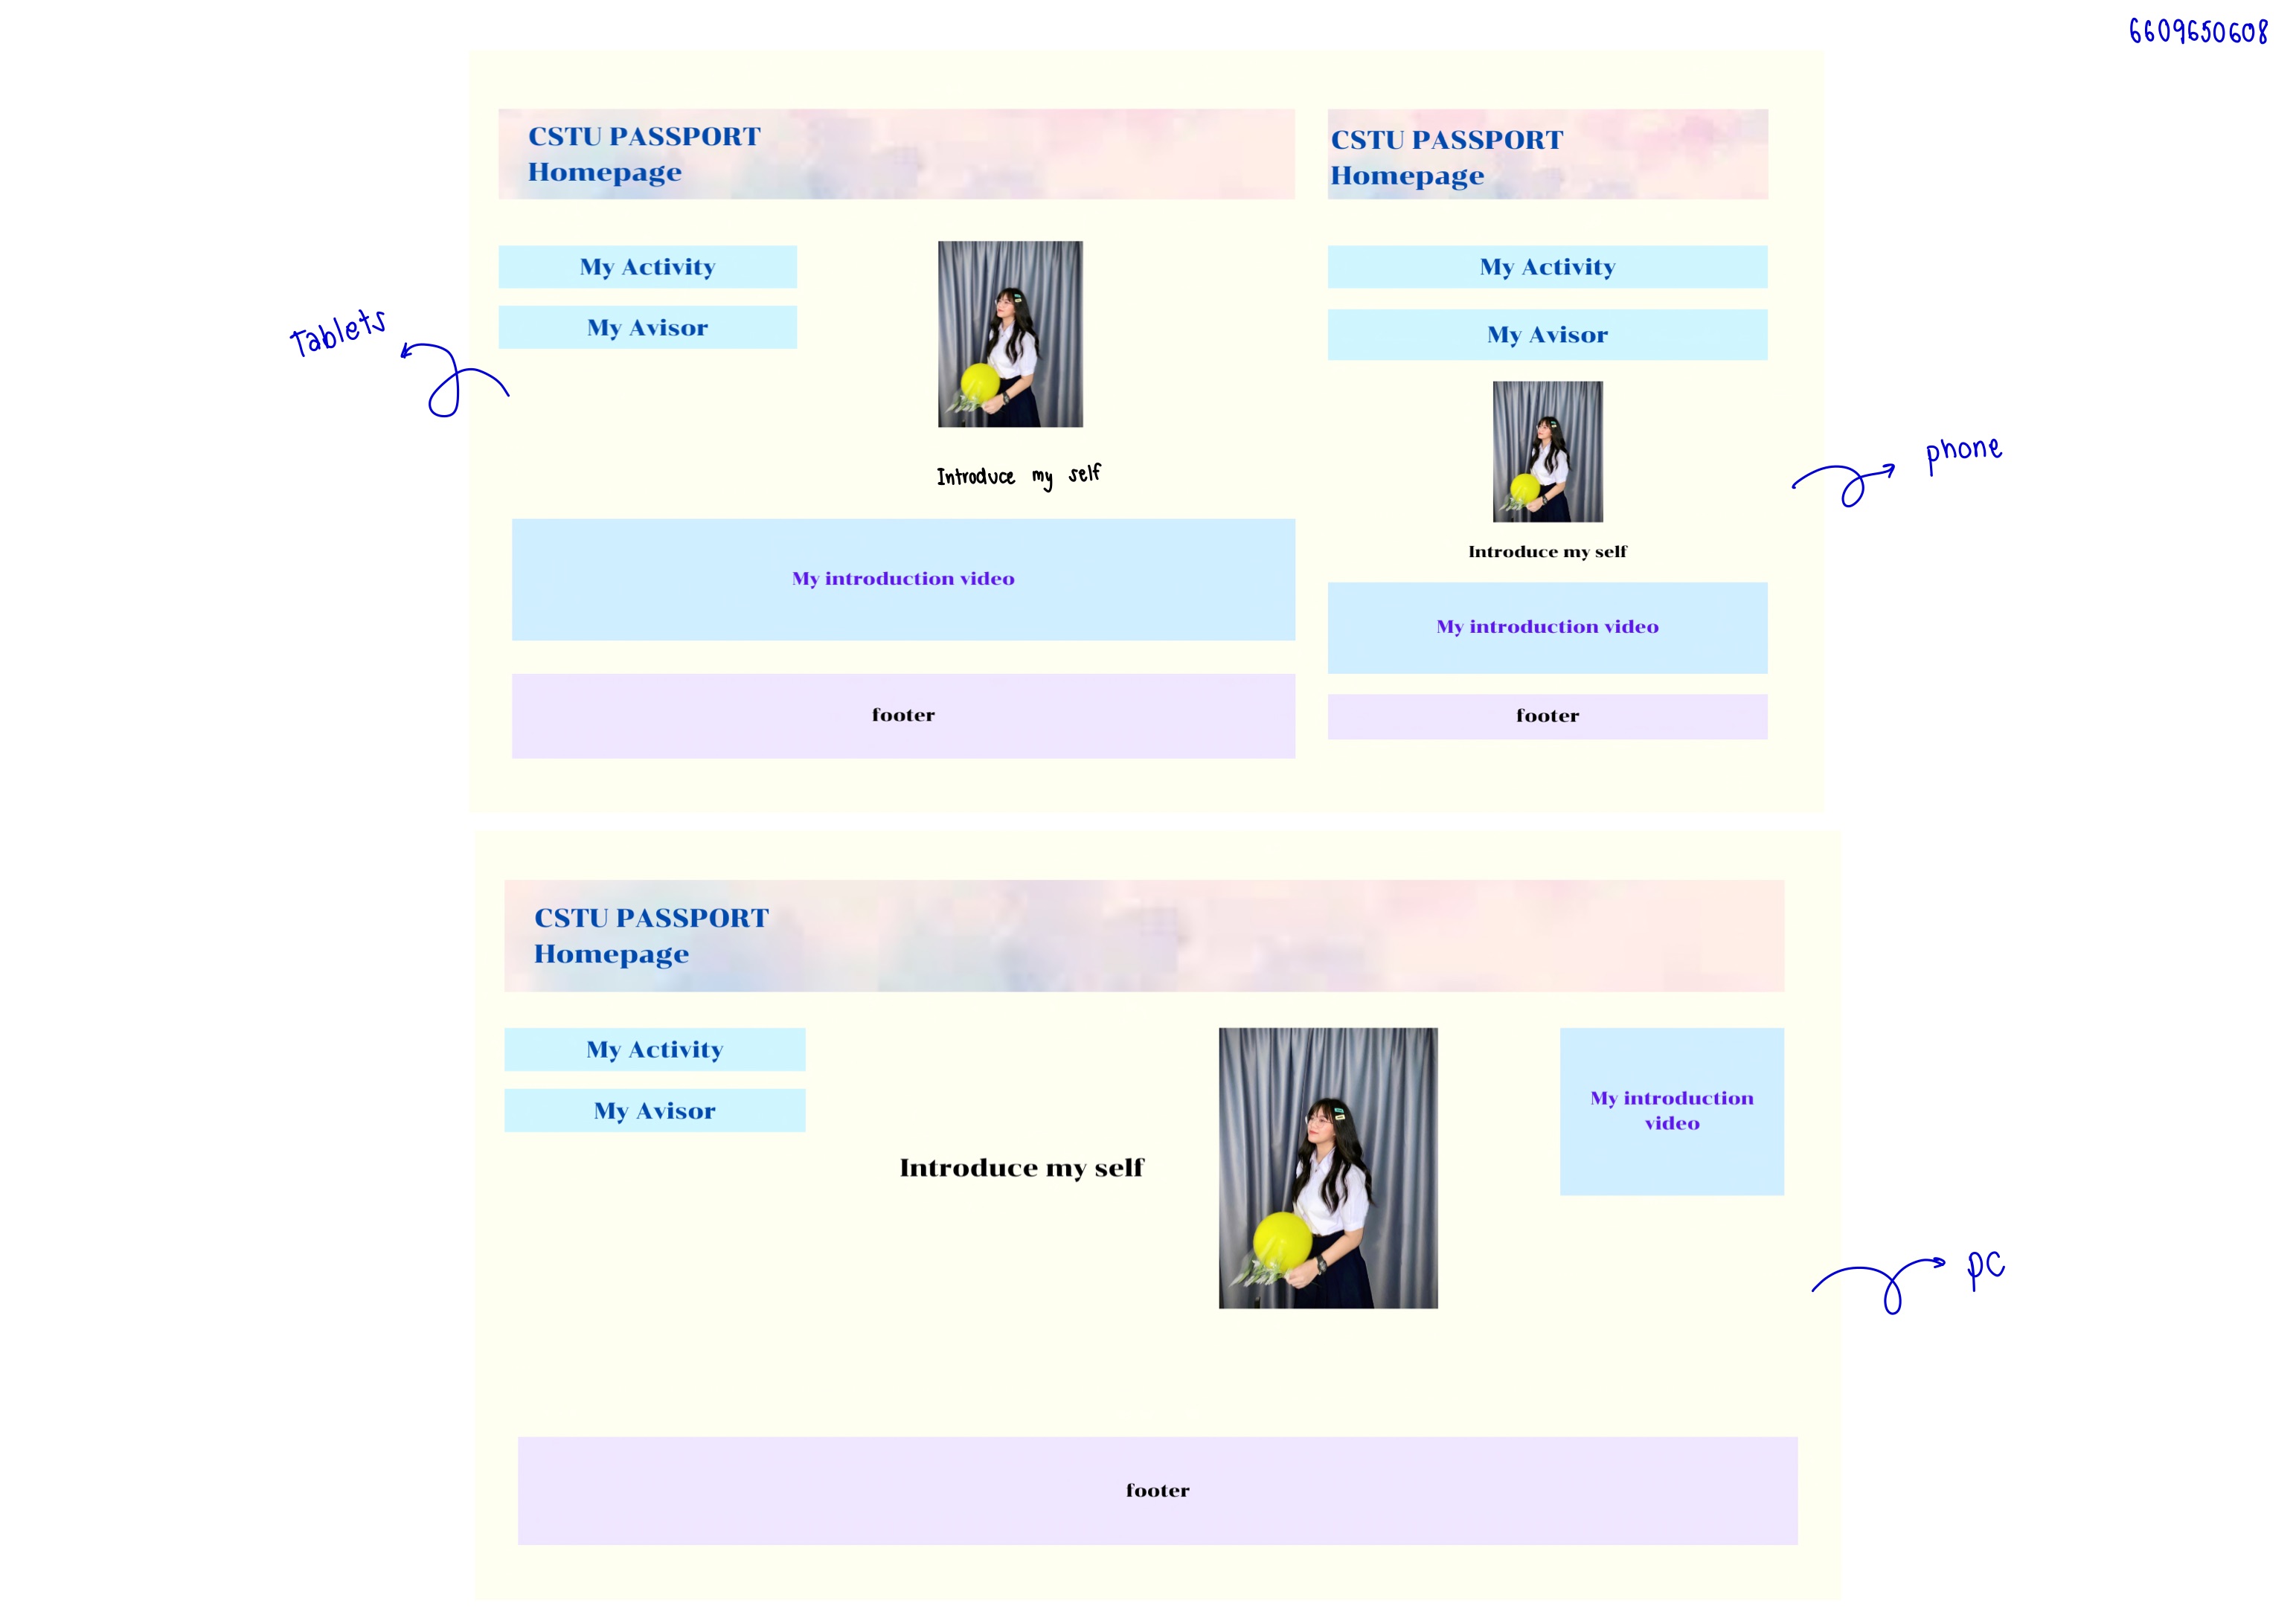 6609650608
CSTU PASSPORT
Homepage
My Activity
My Avisor
Introduce my self
My introduction video
footer
Tablets
CSTU PASSPORT
Homepage
My Activity
My Avisor
Introduce my self
My introduction video
footer
phone
CSTU PASSPORT
Homepage
My Activity
My Avisor
Introduce my self
My introduction
video
footer
pc